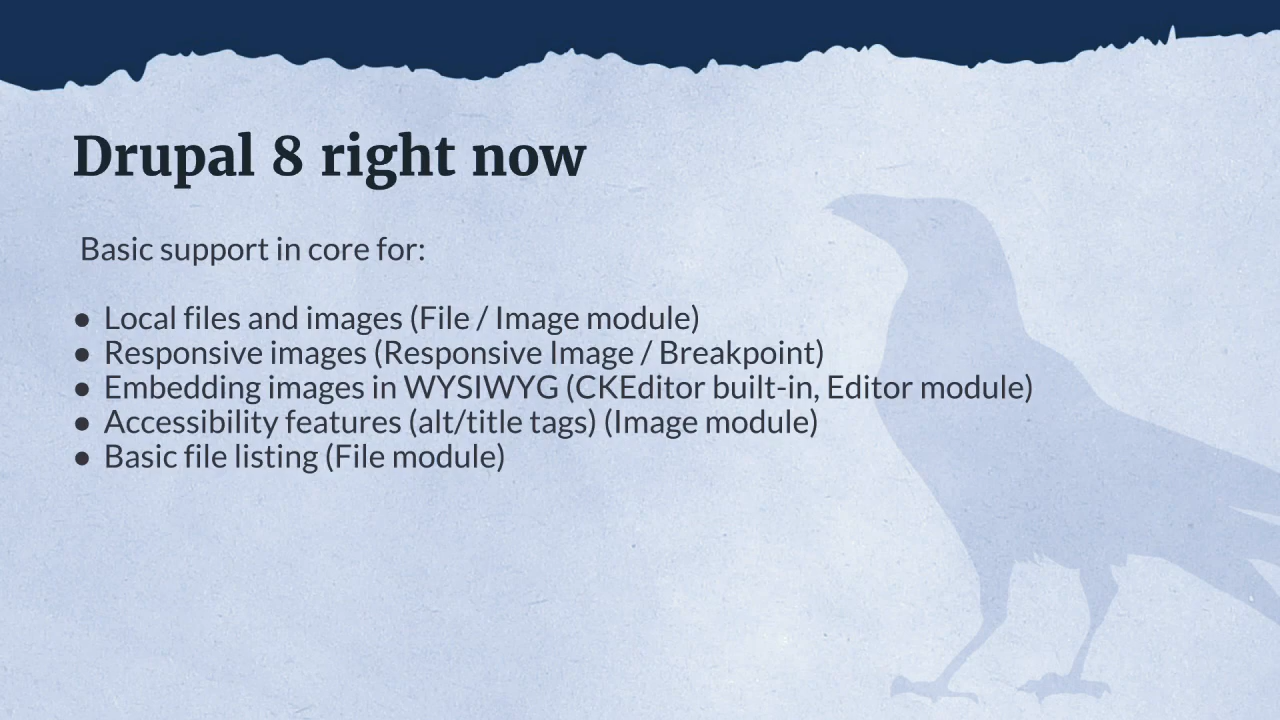 Drupal 8 right now
Basic support in core for:
● Local files and images (File / Image module)
● Responsive images (Responsive Image / Breakpoint)
● Embedding images in WYSIWYG (CKEditor built-in, Editor module)
● Accessibility features (alt/title tags) (Image module)
● Basic file listing (File module)